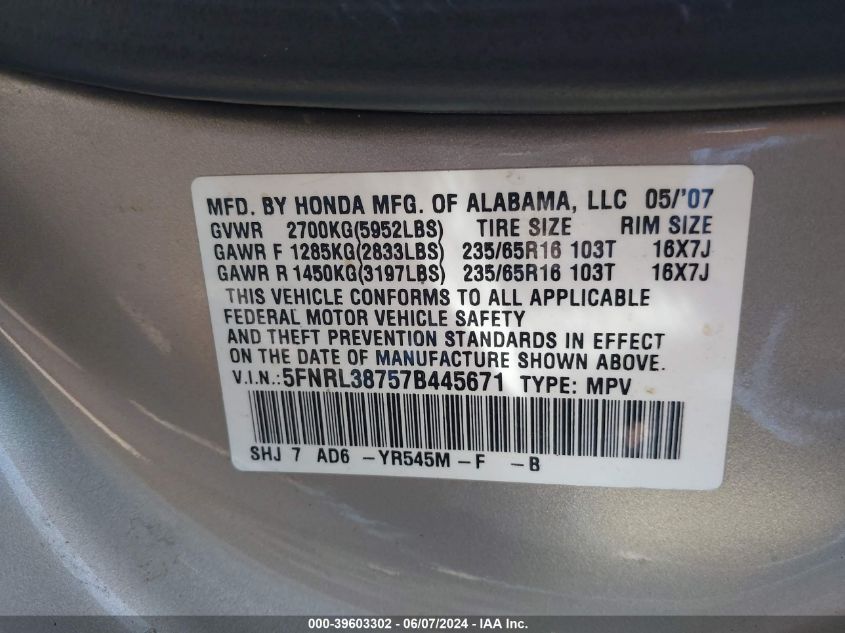 MFD. BY HONDA MFG. OF ALABAMA, LLC 05/'07
GVWR 2700KG(5952LBS) TIRE SIZE RIM SIZE
GAWR F 1285KG(2833LBS) 235/65R16 103T 16X7J
GAWR R 1450KG(3197LBS) 235/65R16 103T 16X7J
THIS VEHICLE CONFORMS TO ALL APPLICABLE
FEDERAL MOTOR VEHICLE SAFETY
AND THEFT PREVENTION STANDARDS IN EFFECT
ON THE DATE OF MANUFACTURE SHOWN ABOVE.
V.I.N.:5FNRL38757B445671 TYPE: MPV
SHJ 7 AD6 -YR545M-F -B
000-39603302 - 06/07/2024 - IAA Inc.